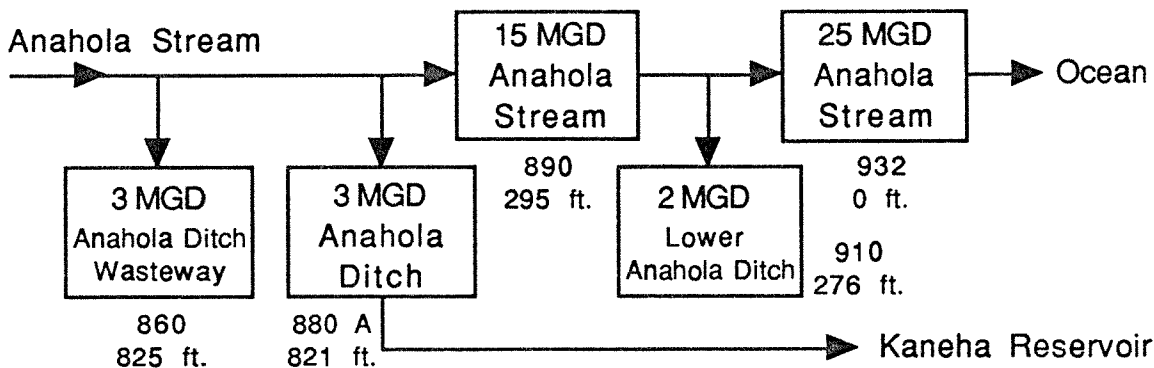 Anahola Stream
15 MGD
Anahola
Stream
890
295 ft.
25 MGD
Anahola
Stream
932
0 ft.
Ocean
3 MGD
Anahola Ditch
Wasteway
860
825 ft.
3 MGD
Anahola
Ditch
880 A
821 ft.
2 MGD
Lower
Anahola Ditch
910
276 ft.
Kaneha Reservoir